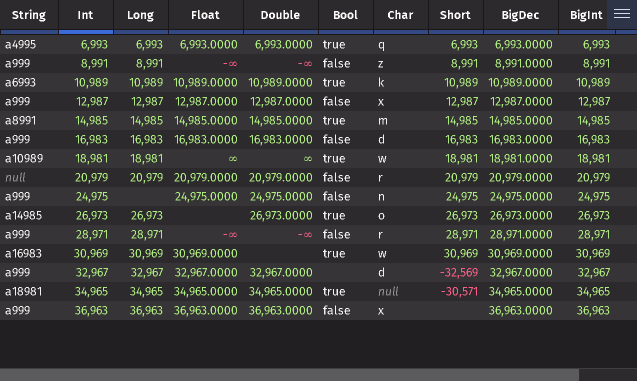 String Int Long Float Double Bool Char Short BigDec BigInt
a4995 6,993 6,993 6,993.0000 6,993.0000 true q 6,993 6,993.0000 6,993
a999 8,991 8,991 -∞ -∞ false z 8,991 8,991.0000 8,991
a6993 10,989 10,989 10,989.0000 10,989.0000 true k 10,989 10,989.0000 10,989
a999 12,987 12,987 12,987.0000 12,987.0000 false x 12,987 12,987.0000 12,987
a8991 14,985 14,985 14,985.0000 14,985.0000 true m 14,985 14,985.0000 14,985
a999 16,983 16,983 16,983.0000 16,983.0000 false d 16,983 16,983.0000 16,983
a10989 18,981 18,981 ∞ ∞ true w 18,981 18,981.0000 18,981
null 20,979 20,979 20,979.0000 20,979.0000 false r 20,979 20,979.0000 20,979
a999 24,975 24,975.0000 24,975.0000 false n 24,975 24,975.0000 24,975
a14985 26,973 26,973 26,973.0000 true o 26,973 26,973.0000 26,973
a999 28,971 28,971 -∞ -∞ false r 28,971 28,971.0000 28,971
a16983 30,969 30,969 30,969.0000 true w 30,969 30,969.0000 30,969
a999 32,967 32,967 32,967.0000 32,967.0000 d -32,569 32,967.0000 32,967
a18981 34,965 34,965 34,965.0000 34,965.0000 true null -30,571 34,965.0000 34,965
a999 36,963 36,963 36,963.0000 36,963.0000 false x 36,963.0000 36,963